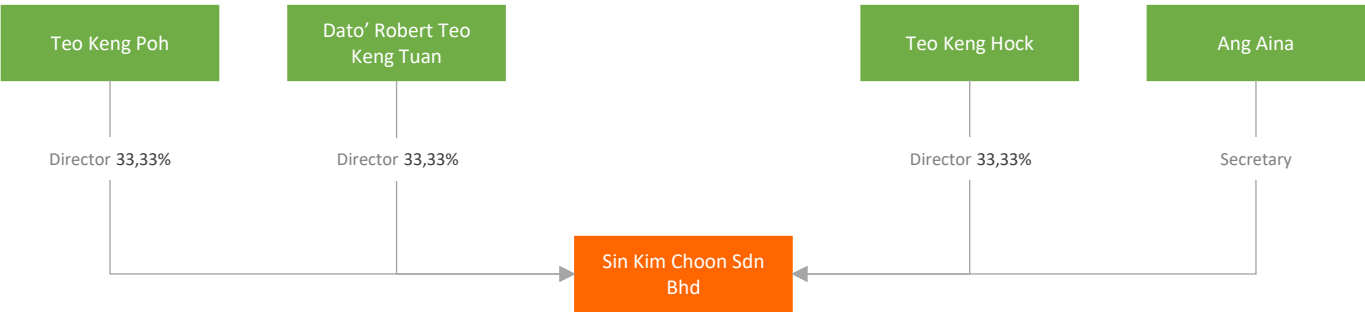 Teo Keng Poh
Dato’ Robert Teo
Keng Tuan
Teo Keng Hock
Ang Aina
Director 33,33%
Director 33,33%
Director 33,33%
Secretary
Sin Kim Choon Sdn
Bhd